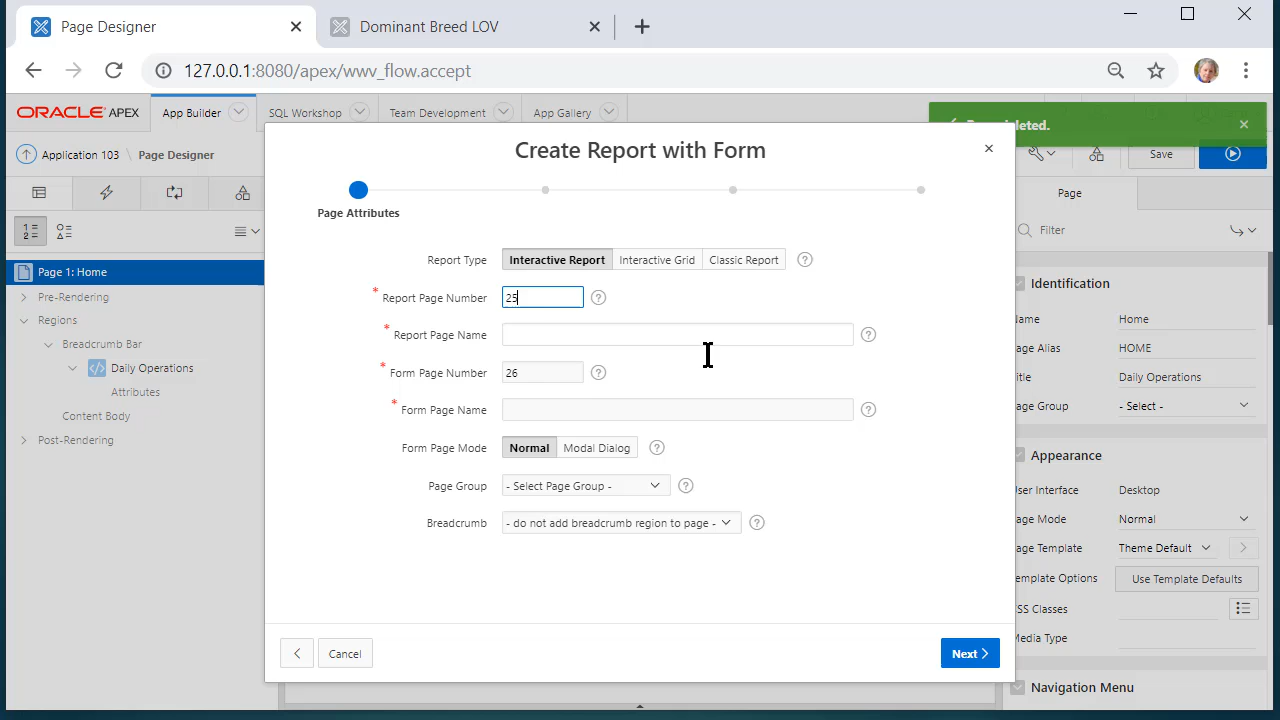 Page Designer
Dominant Breed LOV
127.0.0.1:8080/apex/wwv_flow.accept
ORACLE APEX
App Builder
SQL Workshop
Team Development
App Gallery
Application 103
Page Designer
Save
Create Report with Form
Page Attributes
Page
Report Type
Interactive Report
Interactive Grid
Classic Report
Filter
Page 1: Home
Pre-Rendering
Regions
Breadcrumb Bar
Daily Operations
Attributes
Content Body
Post-Rendering
* Report Page Number 25
* Report Page Name
* Form Page Number 26
* Form Page Name
Form Page Mode Normal Modal Dialog
Page Group - Select Page Group -
Breadcrumb - do not add breadcrumb region to page -
Cancel
Next
Identification
Name Home
HOME
Title Daily Operations
- Select -
Appearance
Desktop
Normal
Theme Default
Use Template Defaults
Navigation Menu